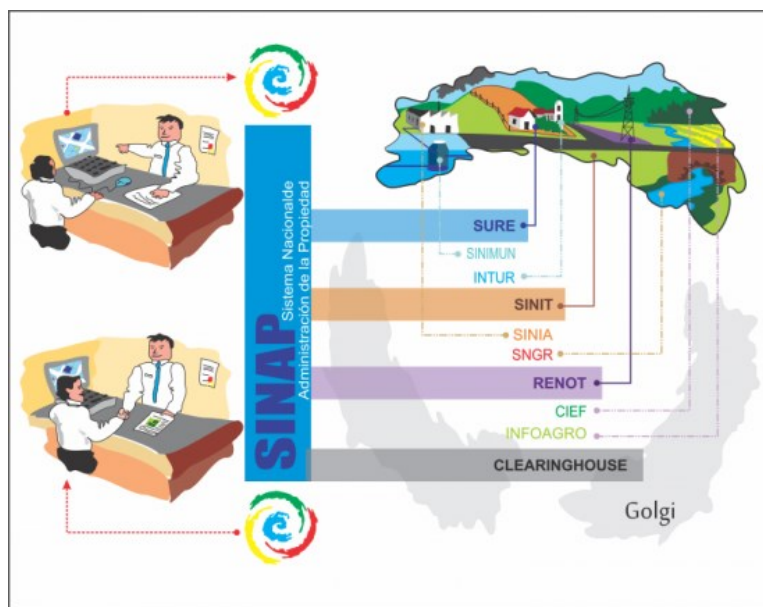 SINAP
Sistema Nacionalde
Administración de la Propiedad
SURE
SINIMUN
INTUR
SINIT
SINIA
SNGR
RENOT
CIEF
INFOAGRO
CLEARINGHOUSE
Golgi